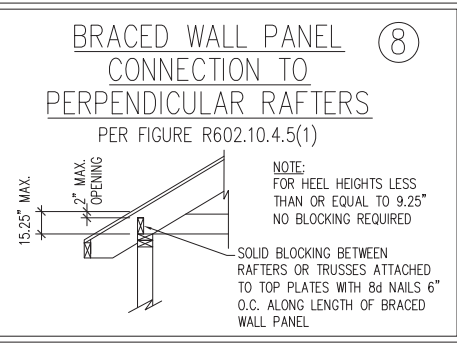 BRACED WALL PANEL
CONNECTION TO
PERPENDICULAR RAFTERS
8
PER FIGURE R602.10.4.5(1)
15.25" MAX.
2" MAX.
OPENING
NOTE:
FOR HEEL HEIGHTS LESS
THAN OR EQUAL TO 9.25"
NO BLOCKING REQUIRED
SOLID BLOCKING BETWEEN
RAFTERS OR TRUSSES ATTACHED
TO TOP PLATES WITH 8d NAILS 6"
O.C. ALONG LENGTH OF BRACED
WALL PANEL